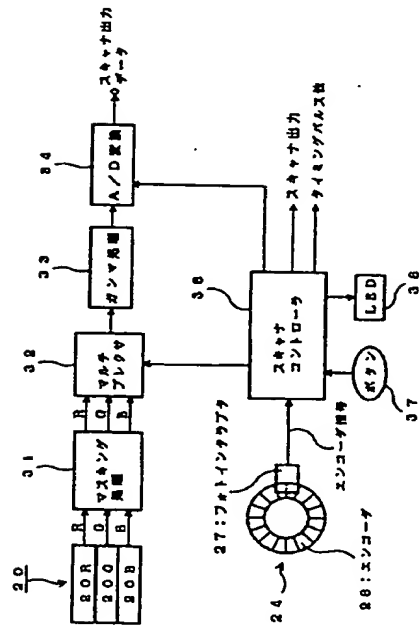 20
20R
20G
20B
R
G
B
31
マスキング
処理
R
G
B
32
マルチ
プレクサ
33
ガンマ処理
34
A/D変換
スキャナ出力
データ
24
27:フォトインタラプタ
28:エンコーダ
エンコーダ信号
36
スキャナ
コントローラ
スキャナ出力
タイミングパルス他
ボタン
37
LED
38